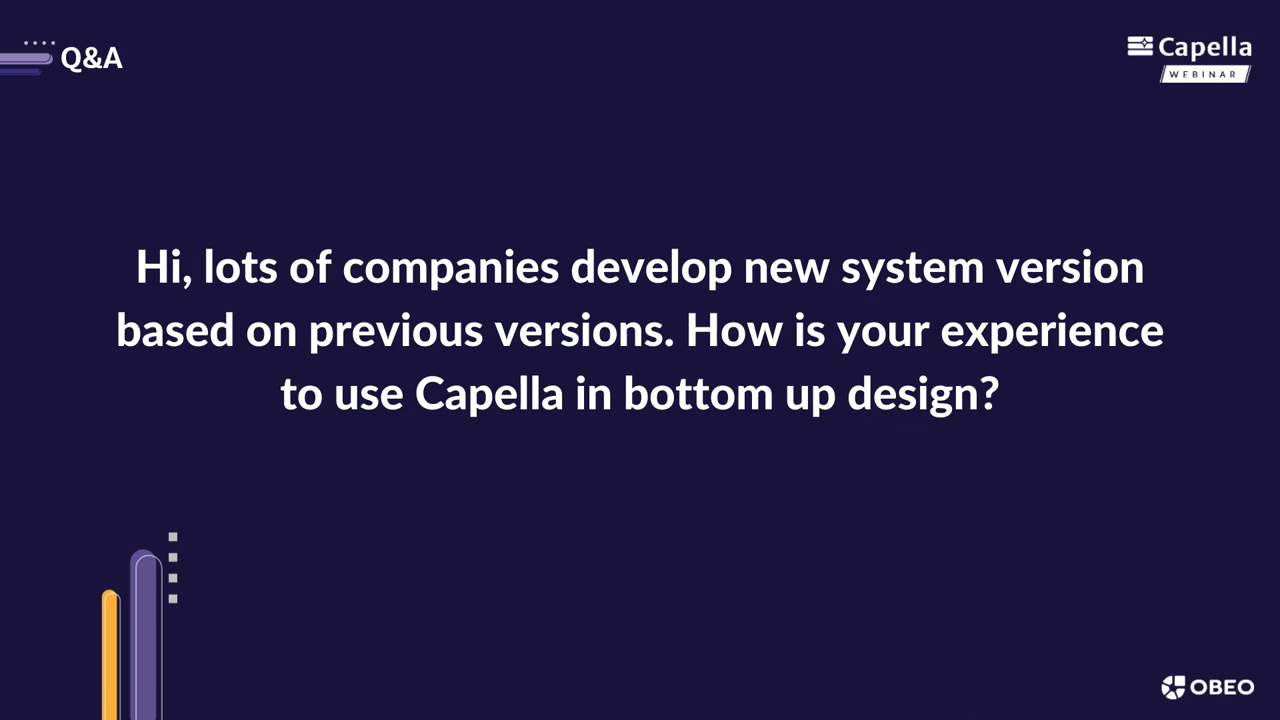 Q&A
Capella
WEBINAR
Hi, lots of companies develop new system version
based on previous versions. How is your experience
to use Capella in bottom up design?
OBEO